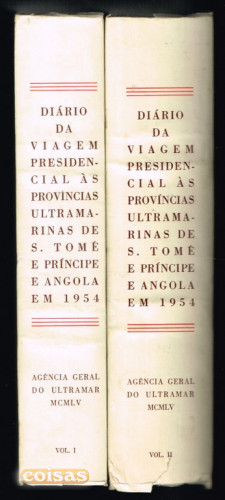 DIÁRIO
DA
VIAGEM
PRESIDEN-
CIAL ÀS
PROVÍNCIAS
ULTRAMA-
RINAS DE
S. TOMÉ
E PRÍNCIPE
E ANGOLA
EM 1954
AGÊNCIA GERAL
DO ULTRAMAR
MCMLV
VOL. I
DIÁRIO
DA
VIAGEM
PRESIDEN-
CIAL ÀS
PROVÍNCIAS
ULTRAMA-
RINAS DE
S. TOMÉ
E PRÍNCIPE
E ANGOLA
EM 1954
AGÊNCIA GERAL
DO ULTRAMAR
MCMLV
VOL. II
coisas